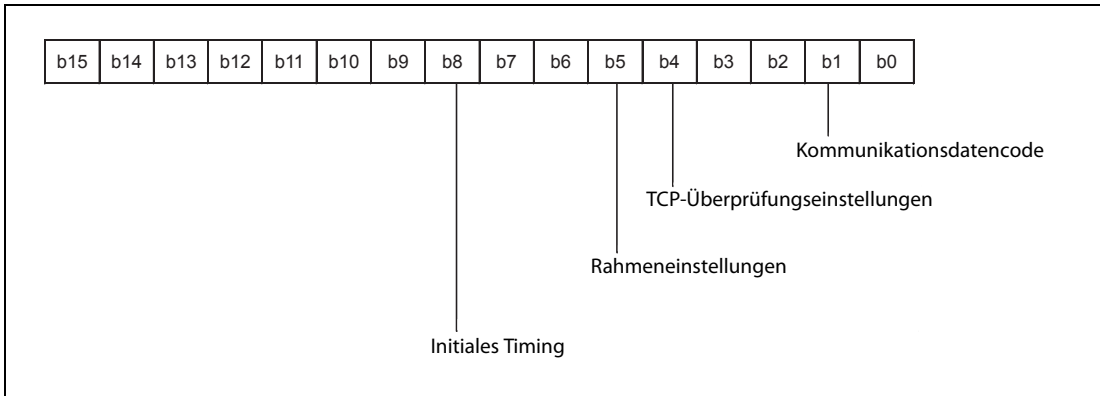 b15 b14 b13 b12 b11 b10 b9 b8 b7 b6 b5 b4 b3 b2 b1 b0
Kommunikationsdatencode
TCP-Überprüfungseinstellungen
Rahmeneinstellungen
Initiales Timing